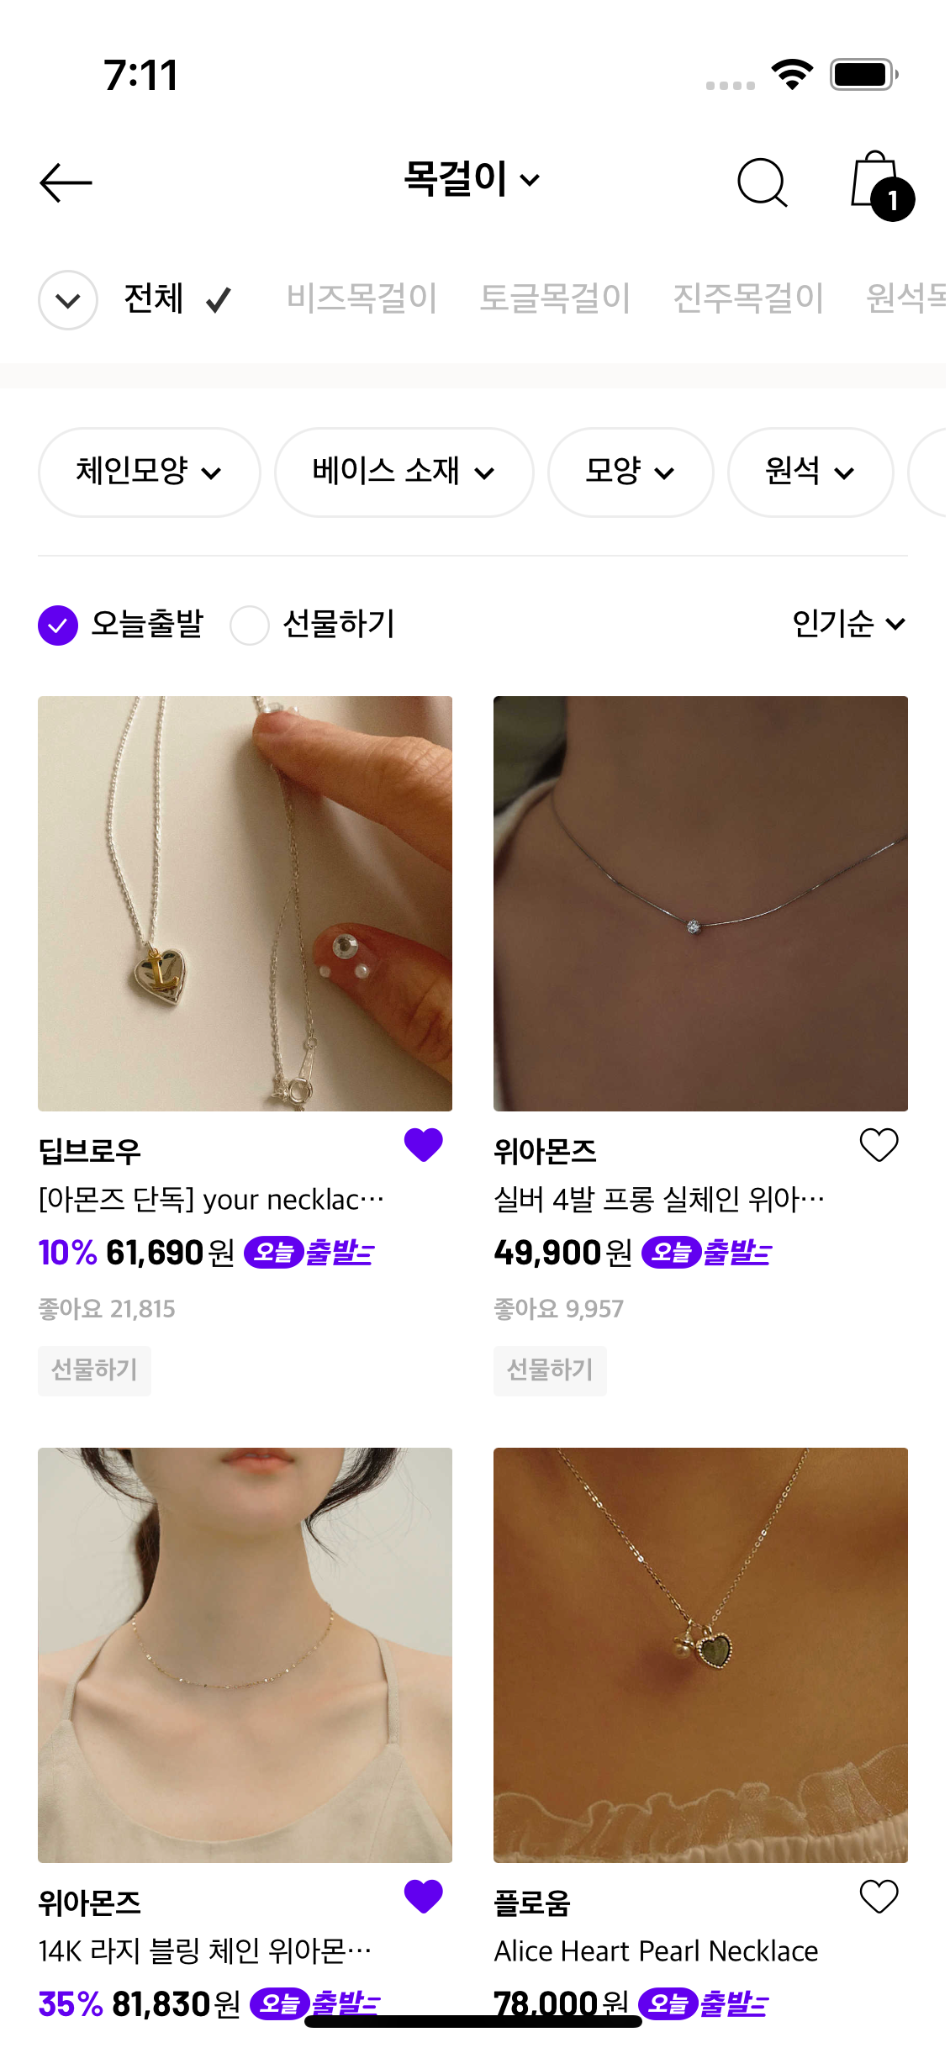 7:11
목걸이
1
전체 비즈목걸이 토글목걸이 진주목걸이 원석목
체인모양 베이스 소재 모양 원석
오늘출발 선물하기 인기순
L
딥브로우
[아몬즈 단독] your necklac…
10% 61,690원 오늘출발
좋아요 21,815
선물하기
위아몬즈
실버 4발 프롱 실체인 위아…
49,900원 오늘출발
좋아요 9,957
선물하기
위아몬즈
14K 라지 블링 체인 위아몬…
35% 81,830원 오늘출발
플로움
Alice Heart Pearl Necklace
78,000원 오늘출발